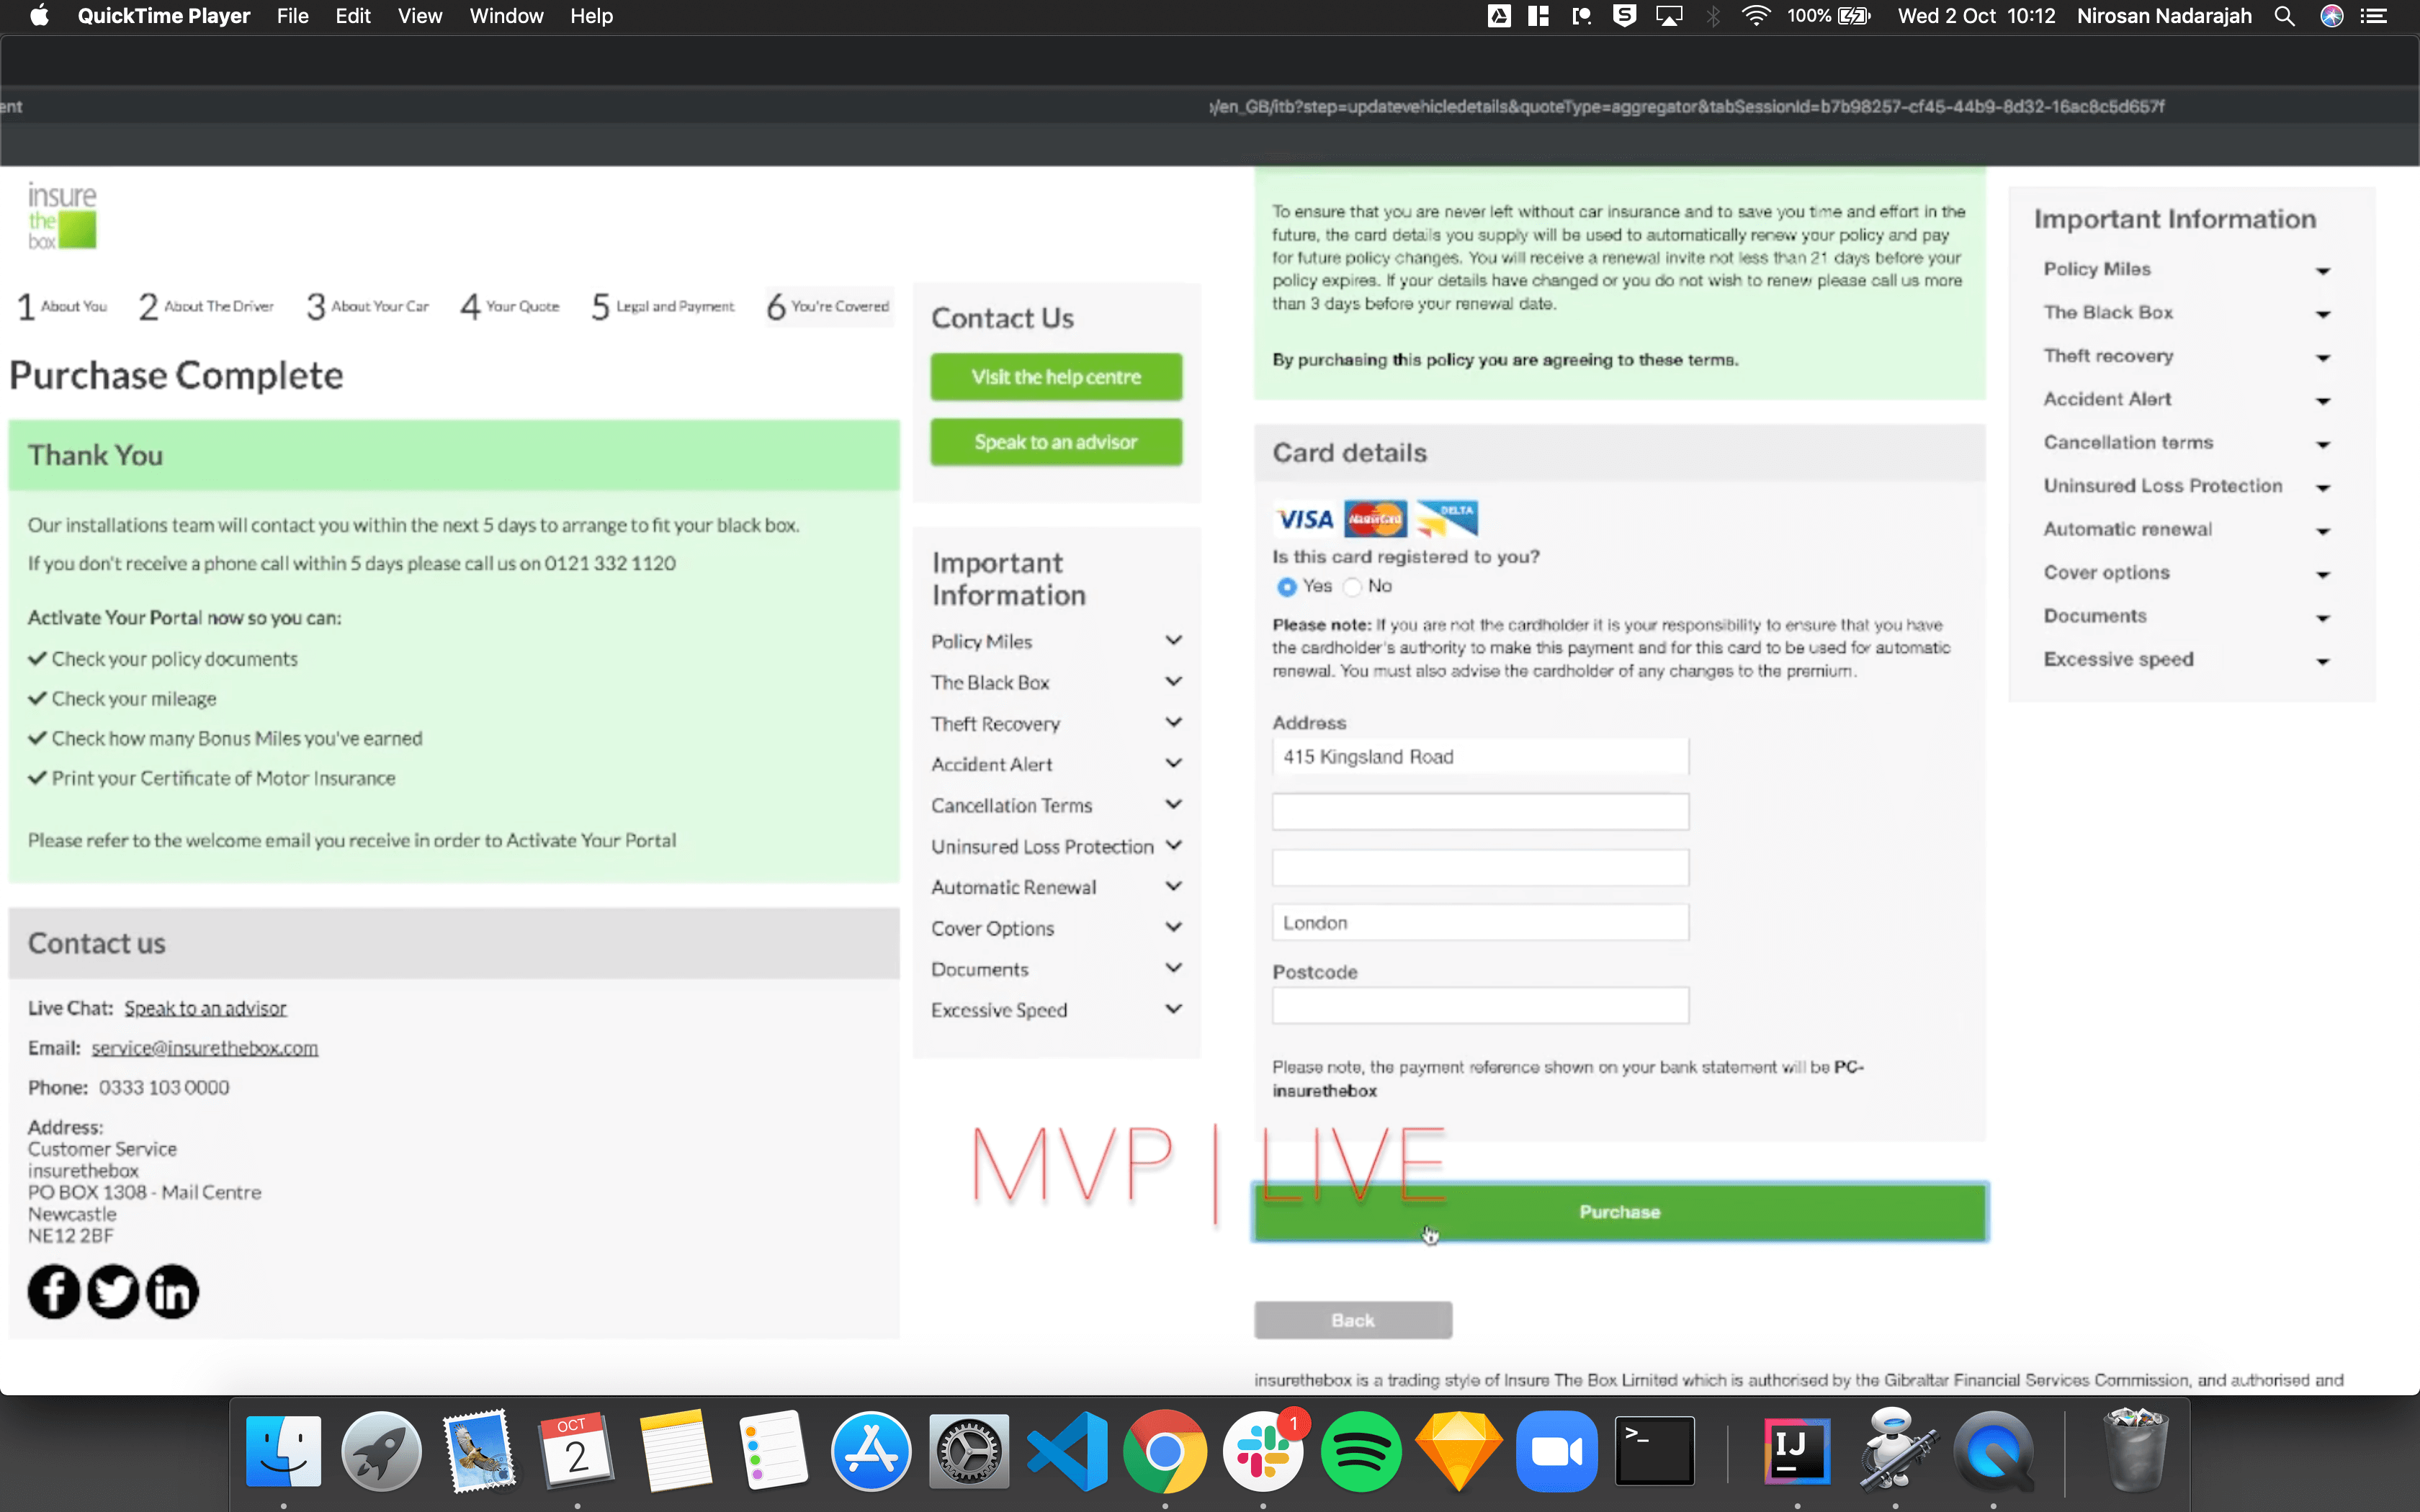 QuickTime Player File Edit View Window Help
S 100% Wed 2 Oct 10:12 Nirosan Nadarajah
ent
/en_GB/itb?step=updatevehicledetails&quoteType=aggregator&tabSessionId=b7b98257-cf45-44b9-8d32-16ac8c5d657f
insure
the
box
1 About You 2 About The Driver 3 About Your Car 4 Your Quote 5 Legal and Payment 6 You're Covered
Purchase Complete
Thank You
Our installations team will contact you within the next 5 days to arrange to fit your black box.
If you don't receive a phone call within 5 days please call us on 0121 332 1120
Activate Your Portal now so you can:
Check your policy documents
Check your mileage
Check how many Bonus Miles you've earned
Print your Certificate of Motor Insurance
Please refer to the welcome email you receive in order to Activate Your Portal
Contact us
Live Chat: Speak to an advisor
Email: service@insurethebox.com
Phone: 0333 103 0000
Address:
Customer Service
insurethebox
PO BOX 1308 - Mail Centre
Newcastle
NE12 2BF
Contact Us
Visit the help centre
Speak to an advisor
Important
Information
Policy Miles
The Black Box
Theft Recovery
Accident Alert
Cancellation Terms
Uninsured Loss Protection
Automatic Renewal
Cover Options
Documents
Excessive Speed
MVP | LIVE
To ensure that you are never left without car insurance and to save you time and effort in the
future, the card details you supply will be used to automatically renew your policy and pay
for future policy changes. You will receive a renewal invite not less than 21 days before your
policy expires. If your details have changed or you do not wish to renew please call us more
than 3 days before your renewal date.
By purchasing this policy you are agreeing to these terms.
Card details
VISA MasterCard DELTA
Is this card registered to you?
Yes No
Please note: If you are not the cardholder it is your responsibility to ensure that you have
the cardholder's authority to make this payment and for this card to be used for automatic
renewal. You must also advise the cardholder of any changes to the premium.
Address
415 Kingsland Road
London
Postcode
Please note, the payment reference shown on your bank statement will be PC-
insurethebox
Purchase
Back
insurethebox is a trading style of Insure The Box Limited which is authorised by the Gibraltar Financial Services Commission, and authorised and
Important Information
Policy Miles
The Black Box
Theft recovery
Accident Alert
Cancellation terms
Uninsured Loss Protection
Automatic renewal
Cover options
Documents
Excessive speed
OCT
2
1
>_
IJ